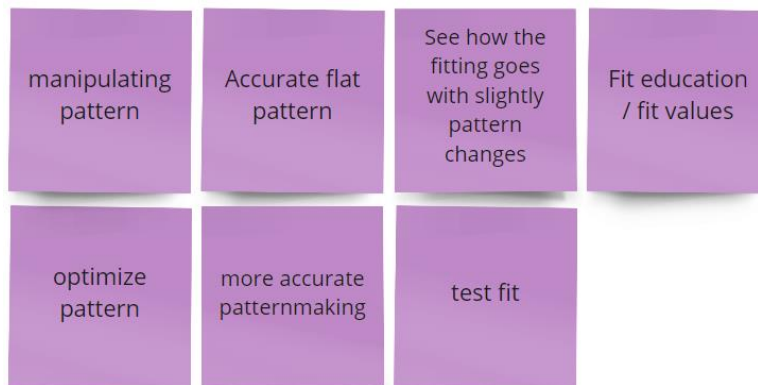 manipulating
pattern
Accurate flat
pattern
See how the
fitting goes
with slightly
pattern
changes
Fit education
/ fit values
optimize
pattern
more accurate
patternmaking
test fit